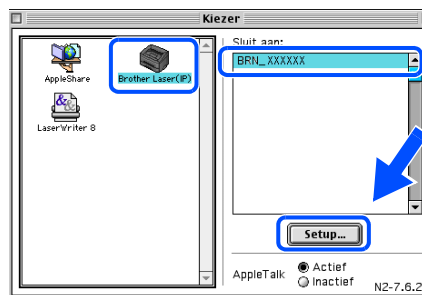 Kiezer
AppleShare
Brother Laser(IP)
LaserWriter 8
Sluit aan:
BRN_XXXXXX
Setup...
AppleTalk
Actief
Inactief
N2-7.6.2